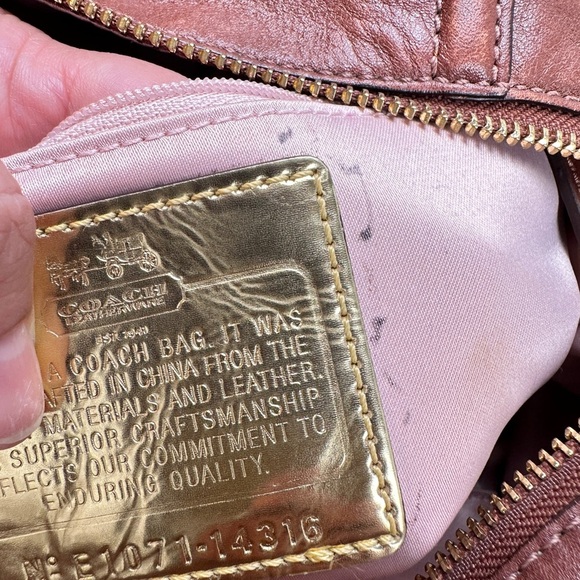 COACH
LEATHERWARE
EST. 1941
A COACH BAG. IT WAS
AFTED IN CHINA FROM THE
MATERIALS AND LEATHER.
SUPERIOR CRAFTSMANSHIP
FLECTS OUR COMMITMENT TO
ENDURING QUALITY.
Nº E1071-14316